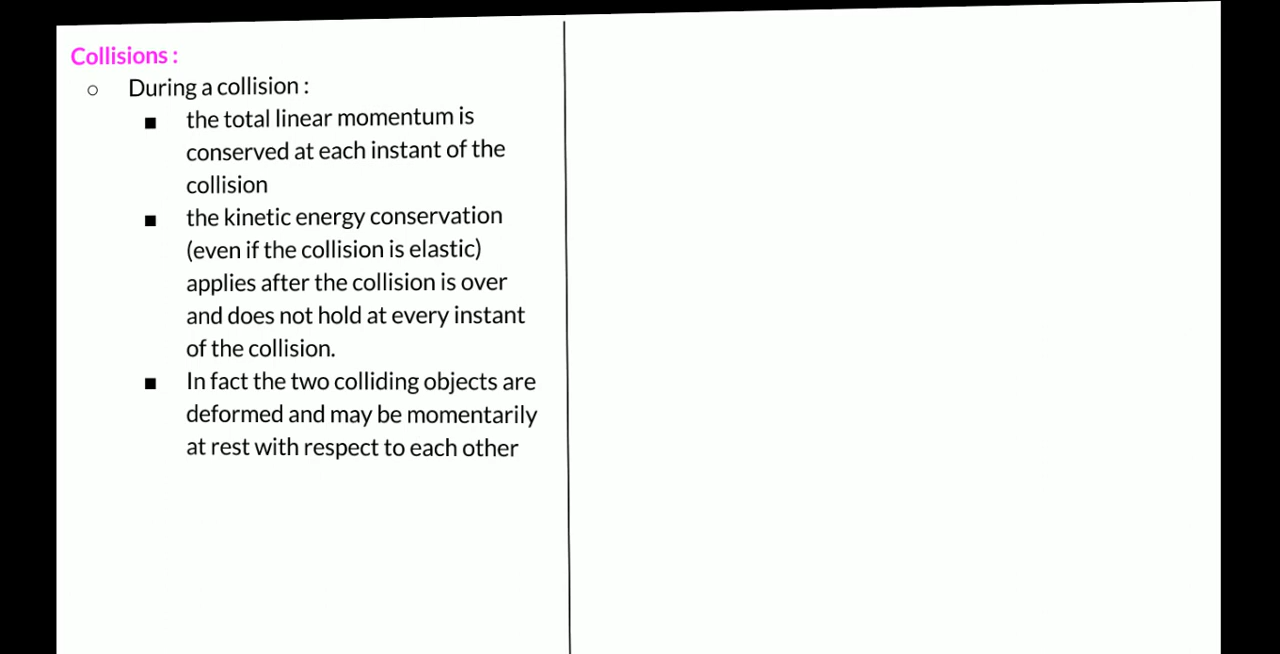 Collisions :
○ During a collision :
■ the total linear momentum is
conserved at each instant of the
collision
■ the kinetic energy conservation
(even if the collision is elastic)
applies after the collision is over
and does not hold at every instant
of the collision.
■ In fact the two colliding objects are
deformed and may be momentarily
at rest with respect to each other